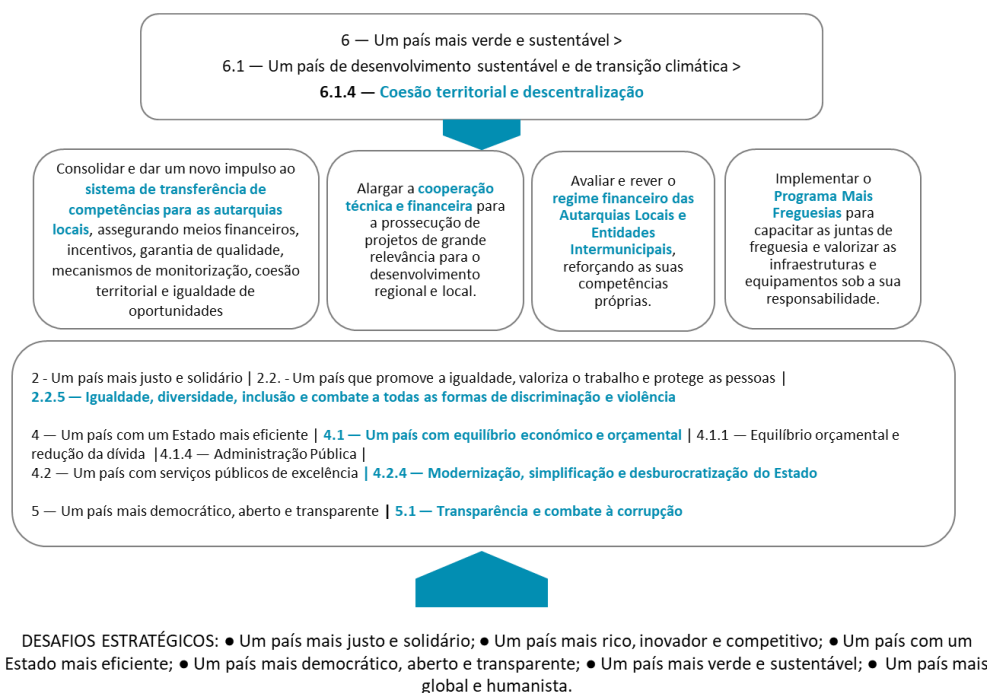 6 — Um país mais verde e sustentável >
6.1 — Um país de desenvolvimento sustentável e de transição climática >
6.1.4 — Coesão territorial e descentralização
Consolidar e dar um novo impulso ao
sistema de transferência de
competências para as autarquias
locais, assegurando meios financeiros,
incentivos, garantia de qualidade,
mecanismos de monitorização, coesão
territorial e igualdade de
oportunidades
Alargar a cooperação
técnica e financeira para
a prossecução de
projetos de grande
relevância para o
desenvolvimento
regional e local.
Avaliar e rever o
regime financeiro das
Autarquias Locais e
Entidades
Intermunicipais,
reforçando as suas
competências
próprias.
Implementar o
Programa Mais
Freguesias para
capacitar as juntas de
freguesia e valorizar as
infraestruturas e
equipamentos sob a sua
responsabilidade.
2 - Um país mais justo e solidário | 2.2. - Um país que promove a igualdade, valoriza o trabalho e protege as pessoas |
2.2.5 — Igualdade, diversidade, inclusão e combate a todas as formas de discriminação e violência
4 — Um país com um Estado mais eficiente | 4.1 — Um país com equilíbrio económico e orçamental | 4.1.1 — Equilíbrio orçamental e
redução da dívida |4.1.4 — Administração Pública |
4.2 — Um país com serviços públicos de excelência | 4.2.4 — Modernização, simplificação e desburocratização do Estado
5 — Um país mais democrático, aberto e transparente | 5.1 — Transparência e combate à corrupção
DESAFIOS ESTRATÉGICOS: ● Um país mais justo e solidário; ● Um país mais rico, inovador e competitivo; ● Um país com um
Estado mais eficiente; ● Um país mais democrático, aberto e transparente; ● Um país mais verde e sustentável; ● Um país mais
global e humanista.